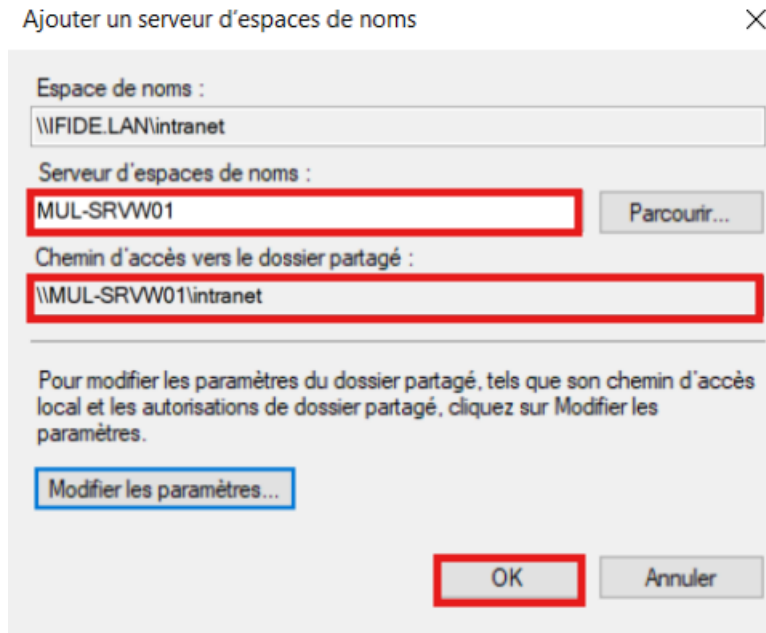 Ajouter un serveur d'espaces de noms
Espace de noms :
\\IFIDE.LAN\intranet
Serveur d'espaces de noms :
MUL-SRVW01
Parcourir...
Chemin d'accès vers le dossier partagé :
\\MUL-SRVW01\intranet
Pour modifier les paramètres du dossier partagé, tels que son chemin d'accès
local et les autorisations de dossier partagé, cliquez sur Modifier les
paramètres.
Modifier les paramètres...
OK
Annuler